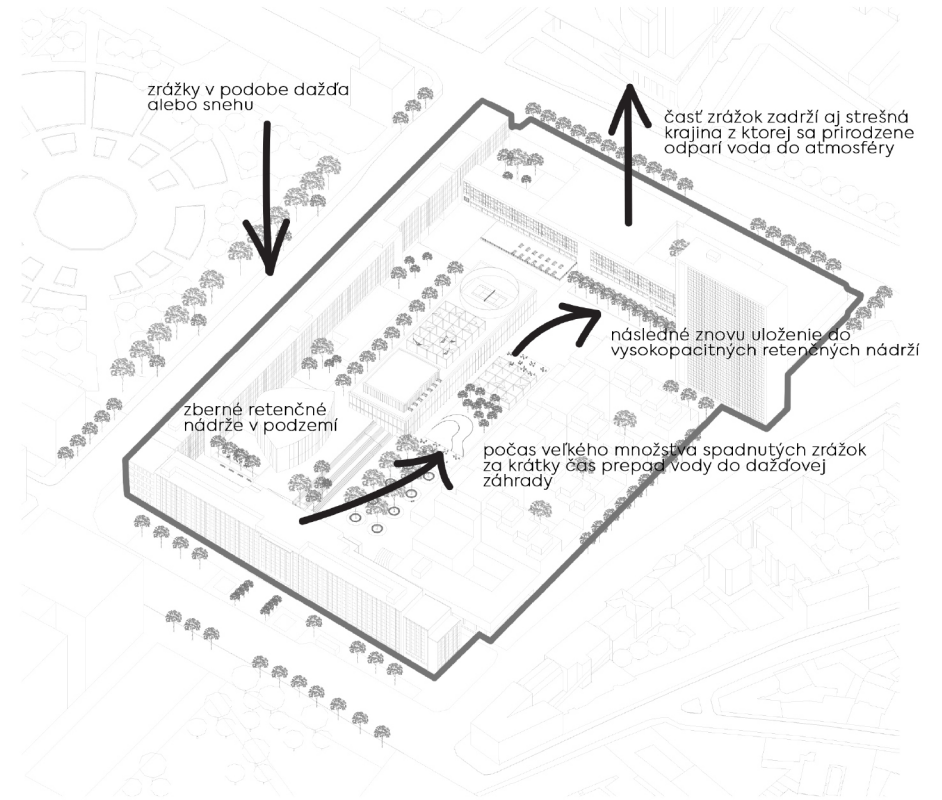 zrážky v podobe dažďa
alebo snehu
časť zrážok zadrží aj strešná
krajina z ktorej sa prirodzene
odparí voda do atmosféry
následné znovu uloženie do
vysokopacitných retenčných nádrží
zberné retenčné
nádrže v podzemí
počas veľkého množstva spadnutých zrážok
za krátky čas prepad vody do dažďovej
záhrady